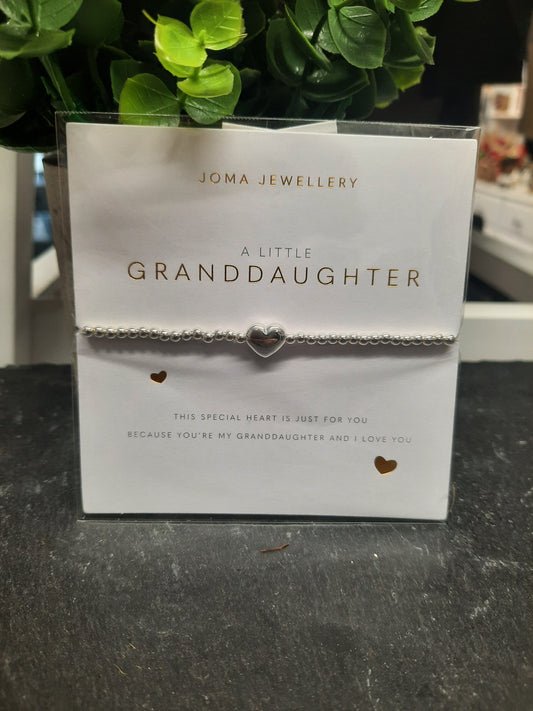 JOMA JEWELLERY
A LITTLE
GRANDDAUGHTER
THIS SPECIAL HEART IS JUST FOR YOU
BECAUSE YOU'RE MY GRANDDAUGHTER AND I LOVE YOU